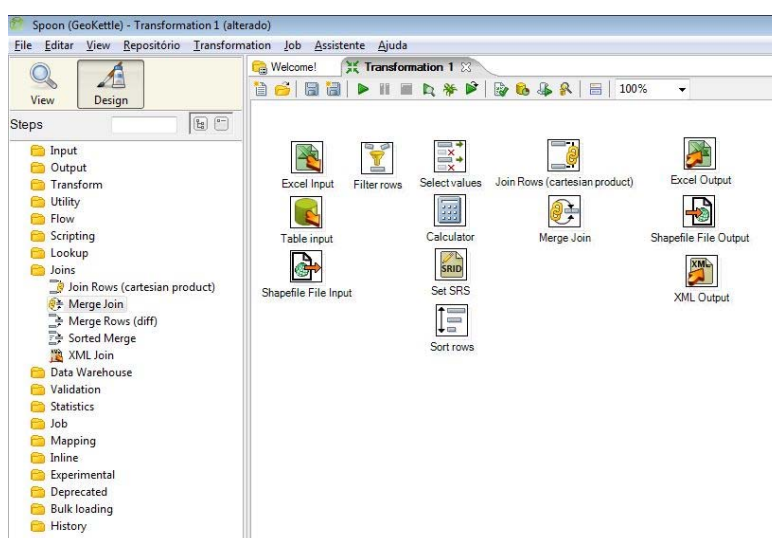 Spoon (GeoKettle) - Transformation 1 (alterado)
File Editar View Repositório Transformation Job Assistente Ajuda
View Design
Steps
Input
Output
Transform
Utility
Flow
Scripting
Lookup
Joins
Join Rows (cartesian product)
Merge Join
Merge Rows (diff)
Sorted Merge
XML Join
Data Warehouse
Validation
Statistics
Job
Mapping
Inline
Experimental
Deprecated
Bulk loading
History
Welcome! Transformation 1
100%
Excel Input Filter rows Select values Join Rows (cartesian product) Excel Output
Table input Calculator Merge Join Shapefile File Output
SRID
XML
Shapefile File Input Set SRS XML Output
Sort rows